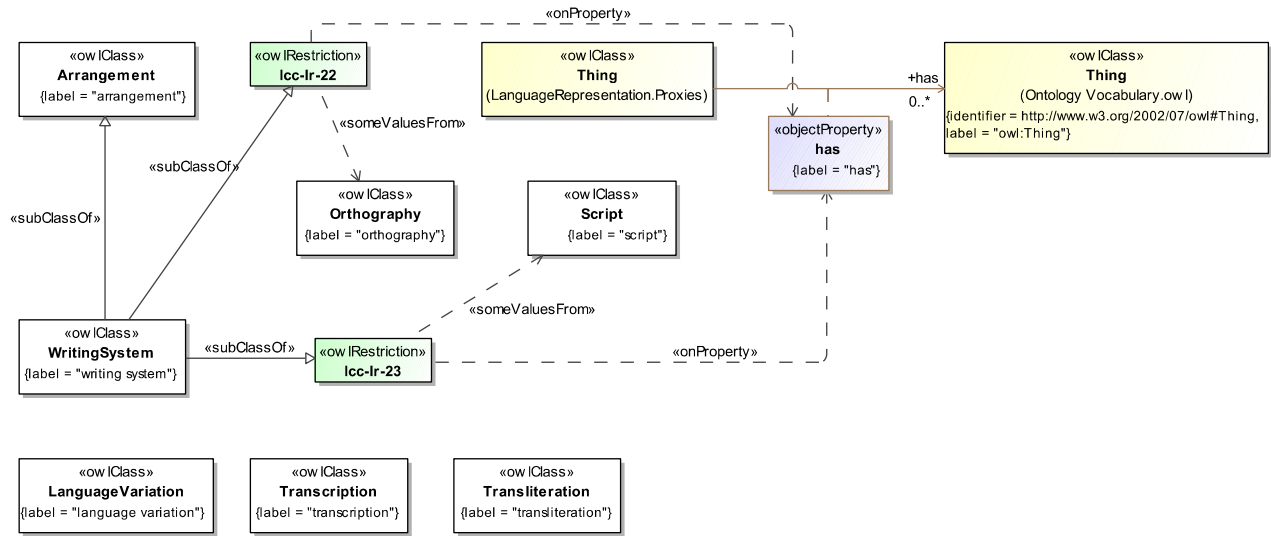 «onProperty»
«owlClass»
Arrangement
{label = "arrangement"}
«owlRestriction»
lcc-lr-22
«owlClass»
Thing
(LanguageRepresentation.Proxies)
+has
0..*
«owlClass»
Thing
(Ontology Vocabulary.owl)
{identifier = http://www.w3.org/2002/07/owl#Thing,
label = "owl:Thing"}
«someValuesFrom»
«objectProperty»
has
{label = "has"}
«subClassOf»
«subClassOf»
«owlClass»
Orthography
{label = "orthography"}
«owlClass»
Script
{label = "script"}
«someValuesFrom»
«owlClass»
WritingSystem
{label = "writing system"}
«subClassOf»
«owlRestriction»
lcc-lr-23
«onProperty»
«owlClass»
LanguageVariation
{label = "language variation"}
«owlClass»
Transcription
{label = "transcription"}
«owlClass»
Transliteration
{label = "transliteration"}